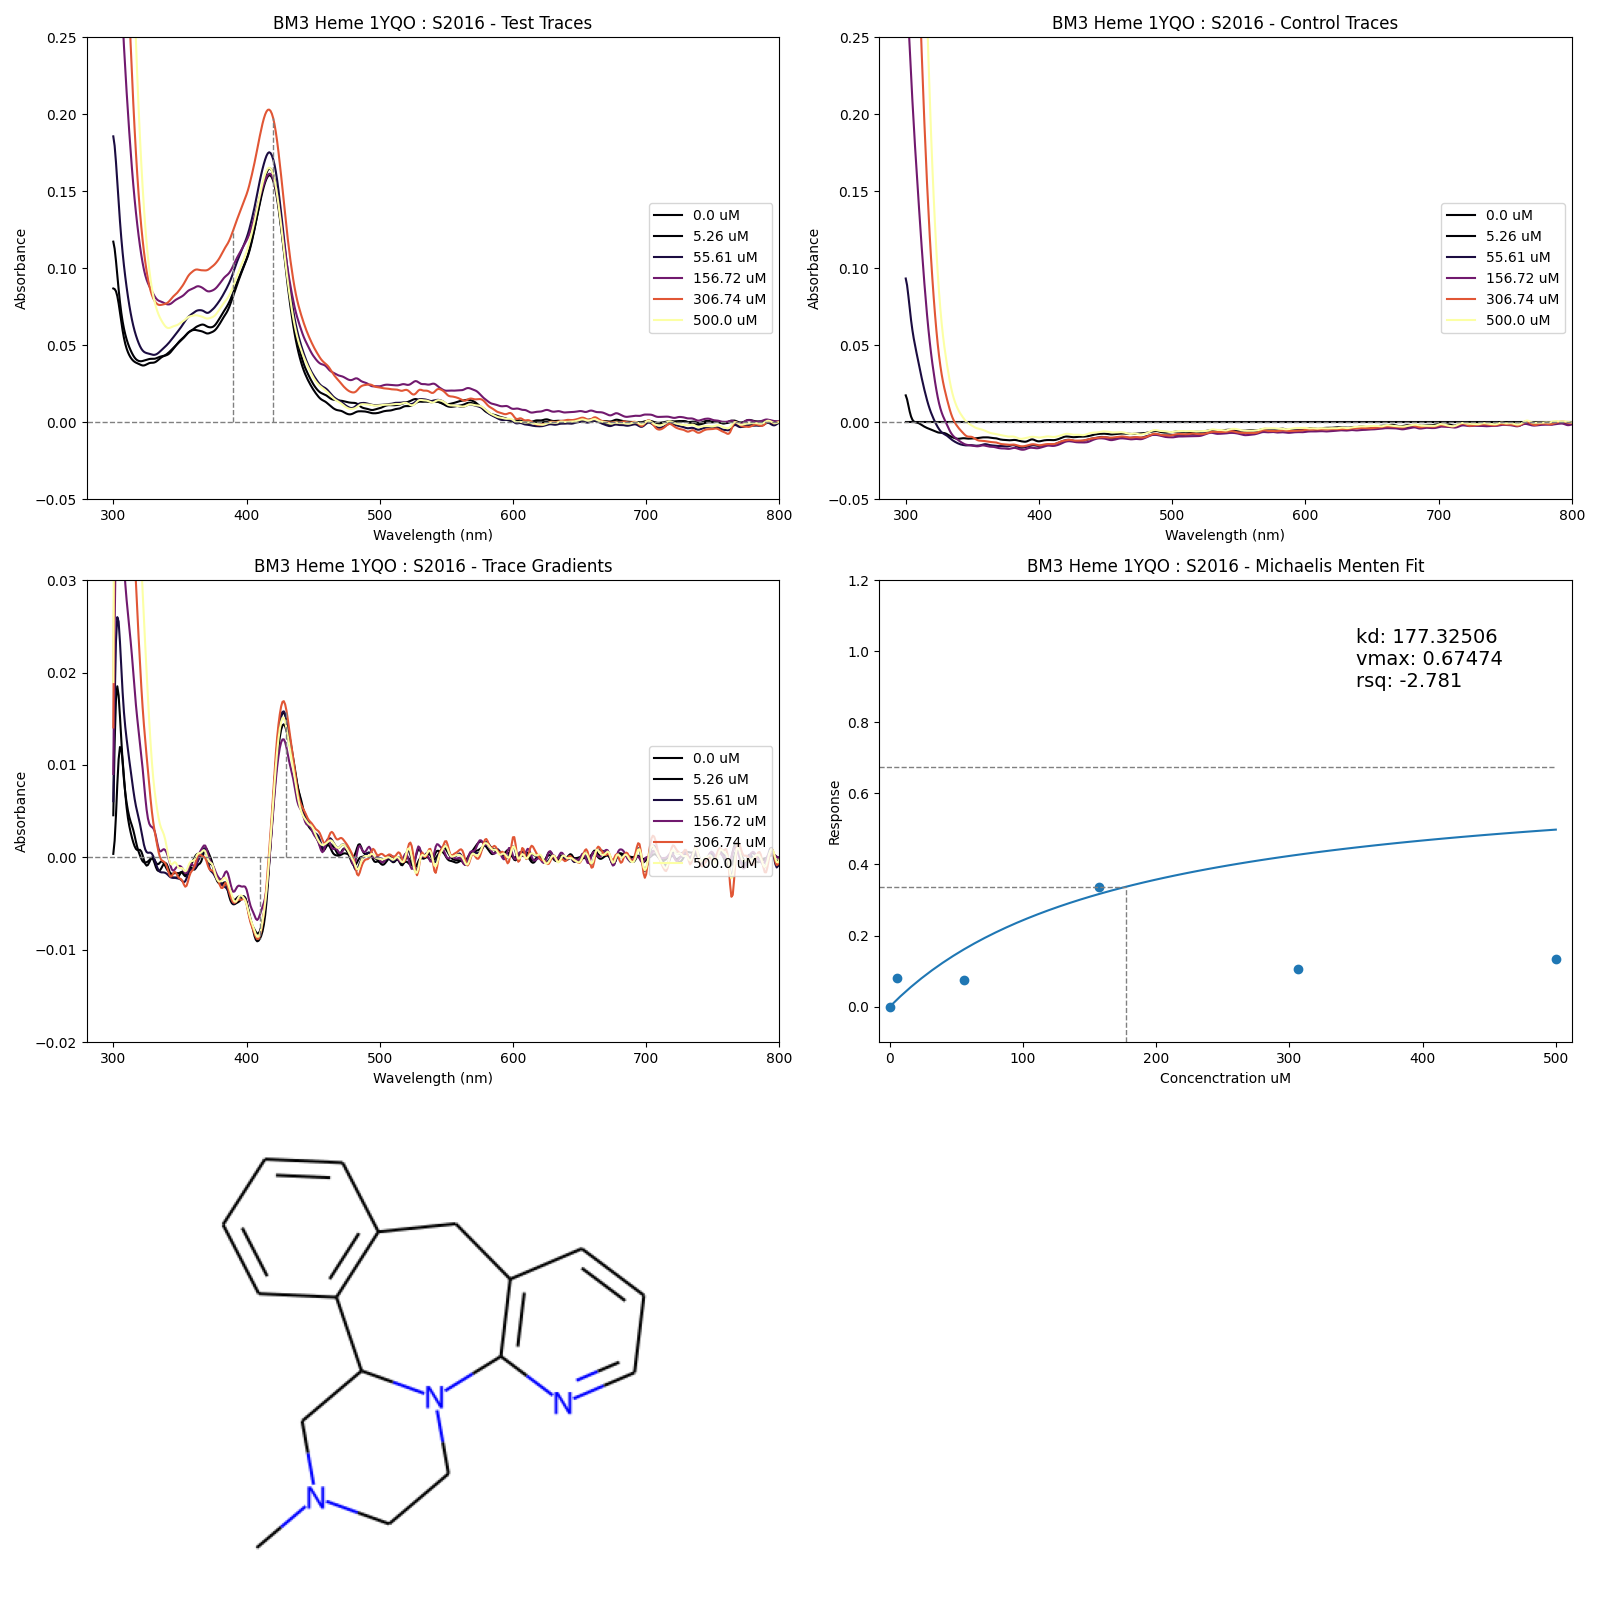 BM3 Heme 1YQO : S2016 - Test Traces
0.25
0.20
0.15
0.10
0.05
0.00
−0.05
Absorbance
0.0 uM
5.26 uM
55.61 uM
156.72 uM
306.74 uM
500.0 uM
300 400 500 600 700 800
Wavelength (nm)
BM3 Heme 1YQO : S2016 - Control Traces
0.25
0.20
0.15
0.10
0.05
0.00
−0.05
Absorbance
0.0 uM
5.26 uM
55.61 uM
156.72 uM
306.74 uM
500.0 uM
300 400 500 600 700 800
Wavelength (nm)
BM3 Heme 1YQO : S2016 - Trace Gradients
0.03
0.02
0.01
0.00
−0.01
−0.02
Absorbance
0.0 uM
5.26 uM
55.61 uM
156.72 uM
306.74 uM
500.0 uM
300 400 500 600 700 800
Wavelength (nm)
BM3 Heme 1YQO : S2016 - Michaelis Menten Fit
1.2
1.0
0.8
0.6
0.4
0.2
0.0
Response
kd: 177.32506
vmax: 0.67474
rsq: -2.781
0 100 200 300 400 500
Concenctration uM
N
N
N